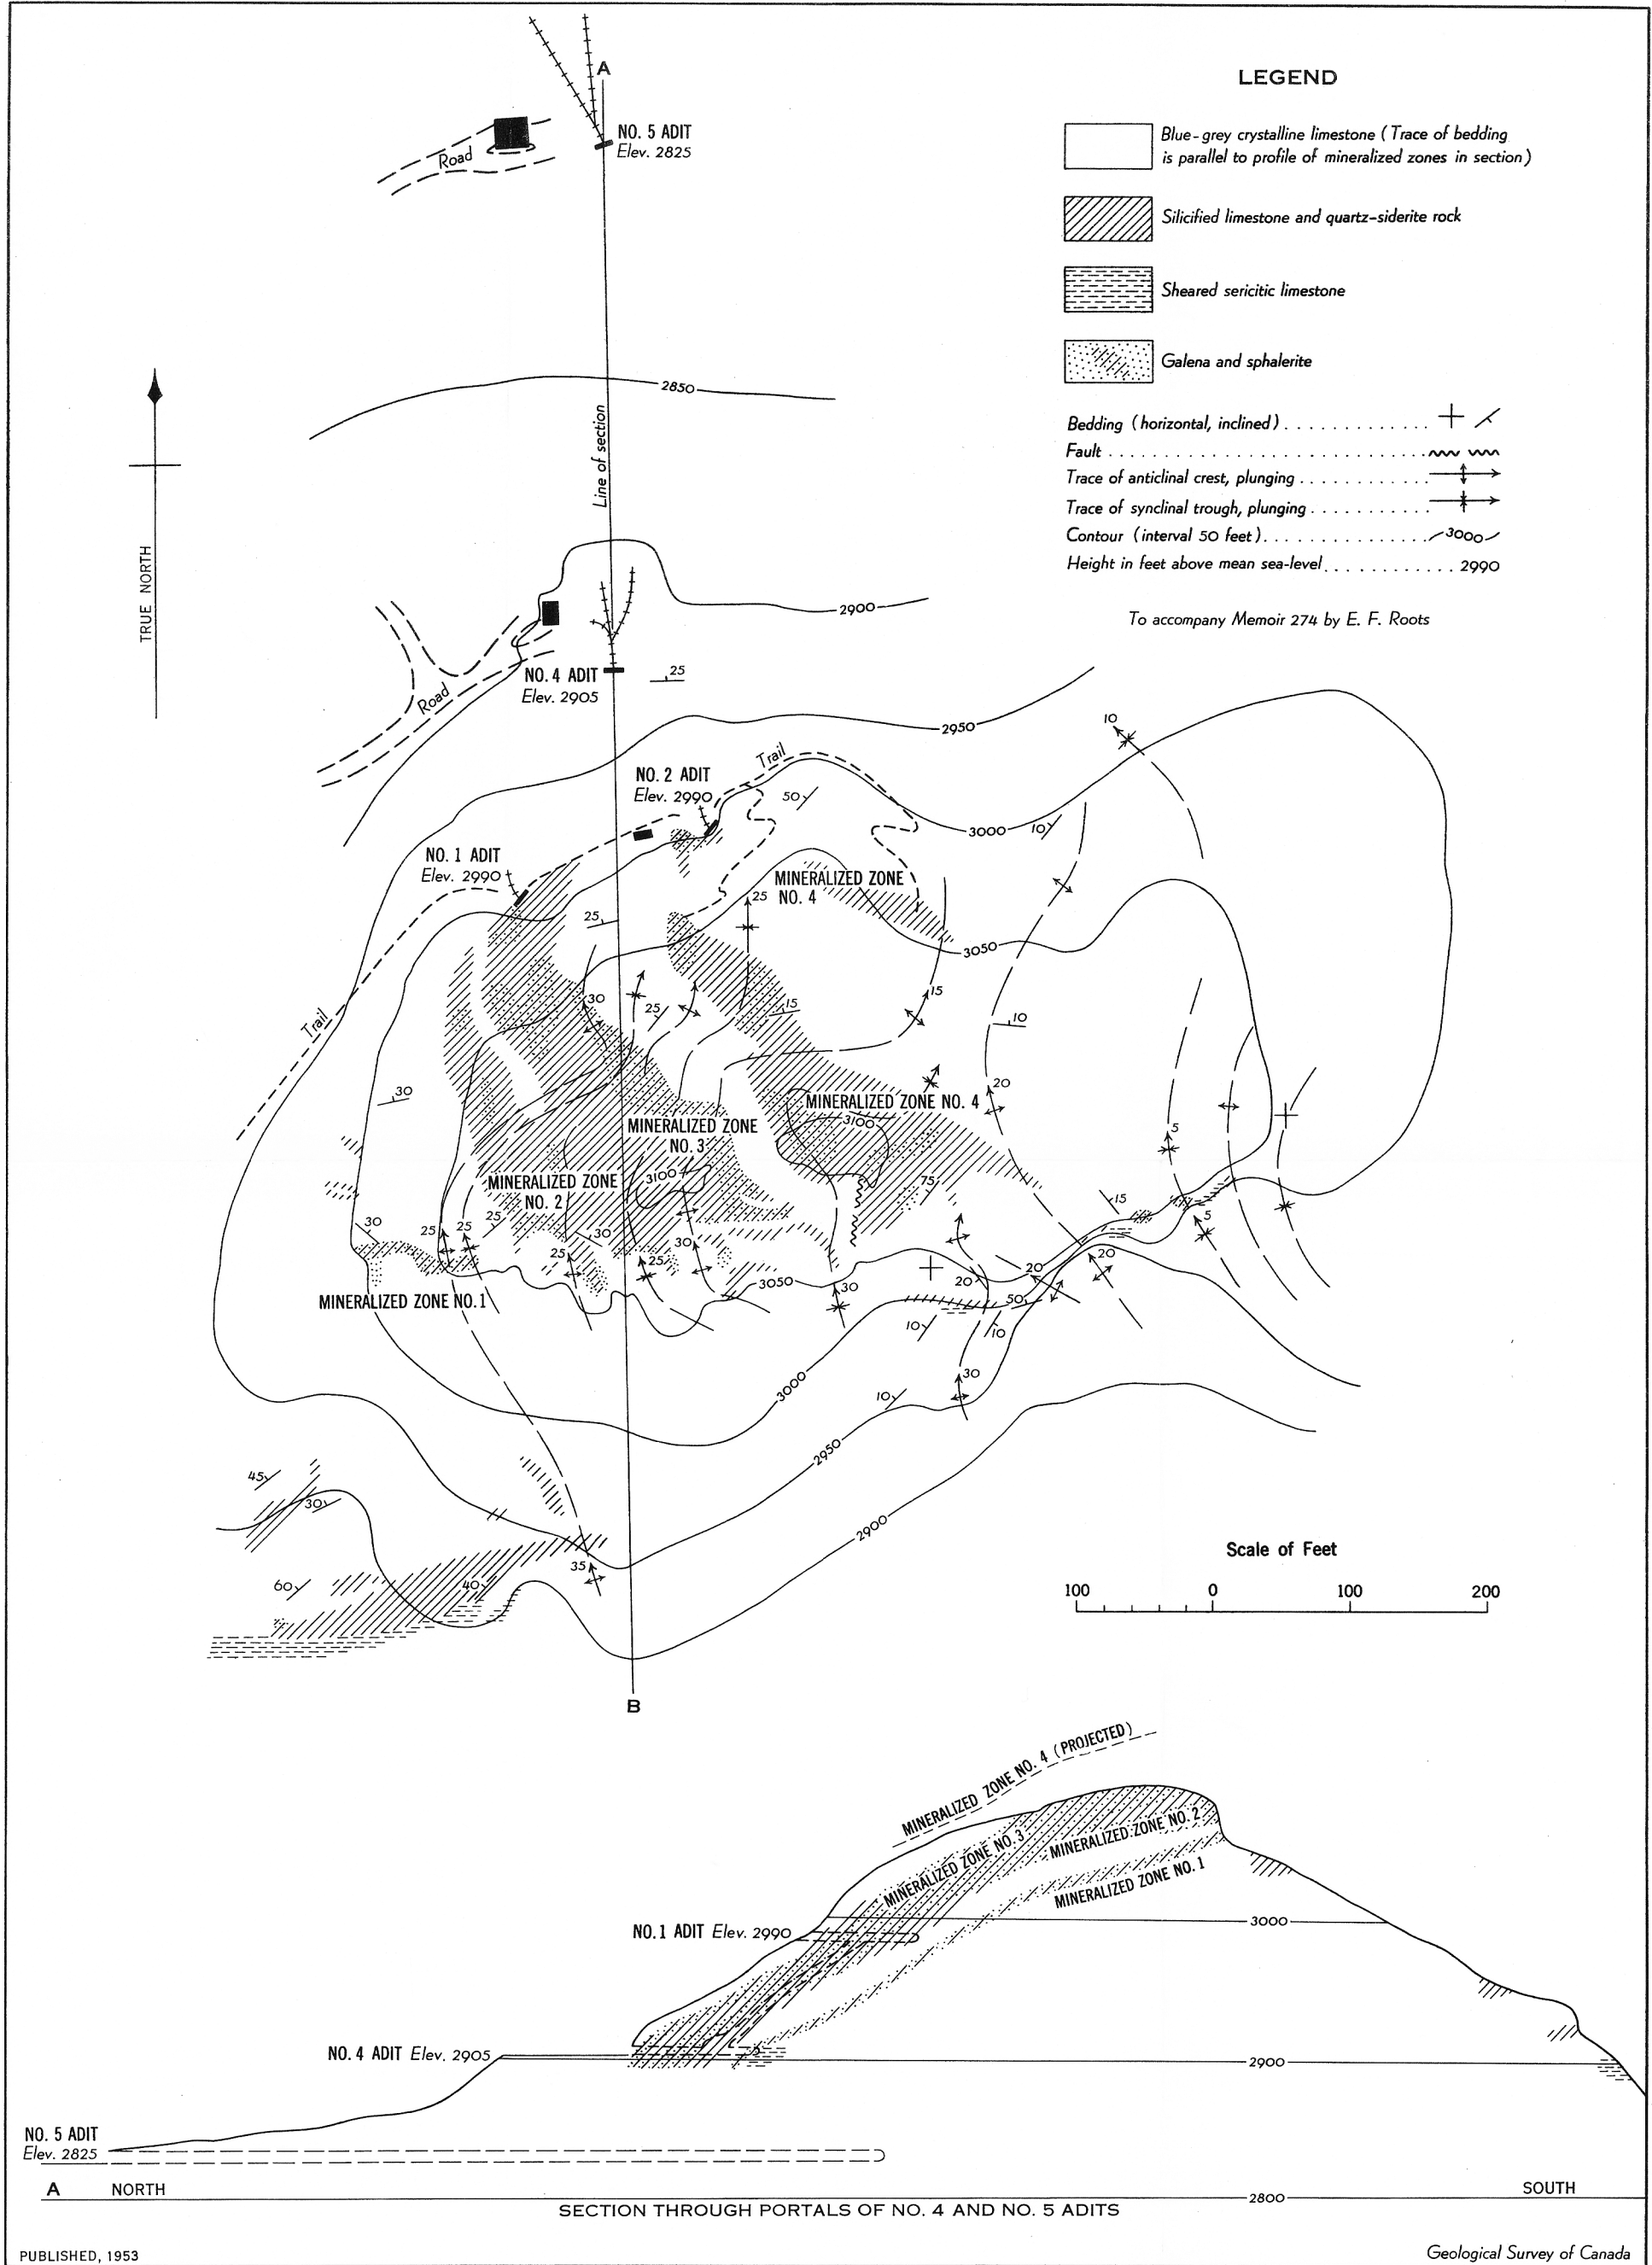 A
NO. 5 ADIT
Elev. 2825
Road
LEGEND
Blue-grey crystalline limestone (Trace of bedding
is parallel to profile of mineralized zones in section)
Silicified limestone and quartz-siderite rock
Sheared sericitic limestone
Galena and sphalerite
Bedding (horizontal, inclined)
Fault
Trace of anticlinal crest, plunging
Trace of synclinal trough, plunging
Contour (interval 50 feet) 3000
Height in feet above mean sea-level 2990
To accompany Memoir 274 by E. F. Roots
TRUE NORTH
2850
Line of section
2900
NO. 4 ADIT
Elev. 2905
25
Road
2950
10
Trail
NO. 2 ADIT
Elev. 2990
50
3000
10
NO. 1 ADIT
Elev. 2990
MINERALIZED ZONE
NO. 4
25
25
3050
30
25
15
15
10
Trail
30
20
MINERALIZED ZONE NO. 4
3100
MINERALIZED ZONE
NO. 3
5
3100
MINERALIZED ZONE
NO. 2
75
15
30
25
25
25
30
25
25
30
3050
30
20
20
20
5
50
MINERALIZED ZONE NO. 1
10
10
30
10
3000
2950
2900
45
30
60
40
35
B
Scale of Feet
100 0 100 200
MINERALIZED ZONE NO. 4 (PROJECTED)
MINERALIZED ZONE NO. 3
MINERALIZED ZONE NO. 2
MINERALIZED ZONE NO. 1
NO. 1 ADIT Elev. 2990
3000
NO. 4 ADIT Elev. 2905
2900
NO. 5 ADIT
Elev. 2825
A NORTH
SOUTH
2800
SECTION THROUGH PORTALS OF NO. 4 AND NO. 5 ADITS
PUBLISHED, 1953
Geological Survey of Canada